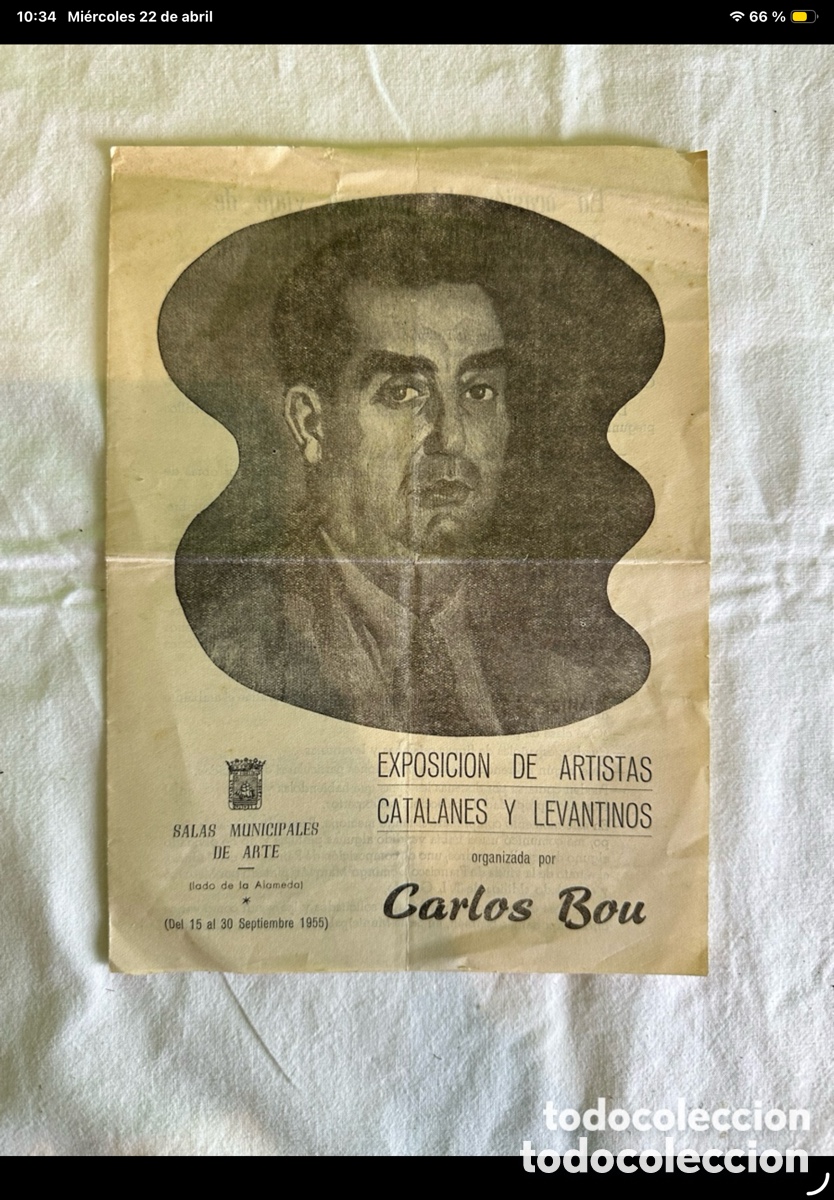 10:34 Miércoles 22 de abril
66 %
EXPOSICION DE ARTISTAS
CATALANES Y LEVANTINOS
organizada por
Carlos Bou
SALAS MUNICIPALES
DE ARTE
(lado de la Alameda)
(Del 15 al 30 Septiembre 1955)
todocoleccion
todocoleccion